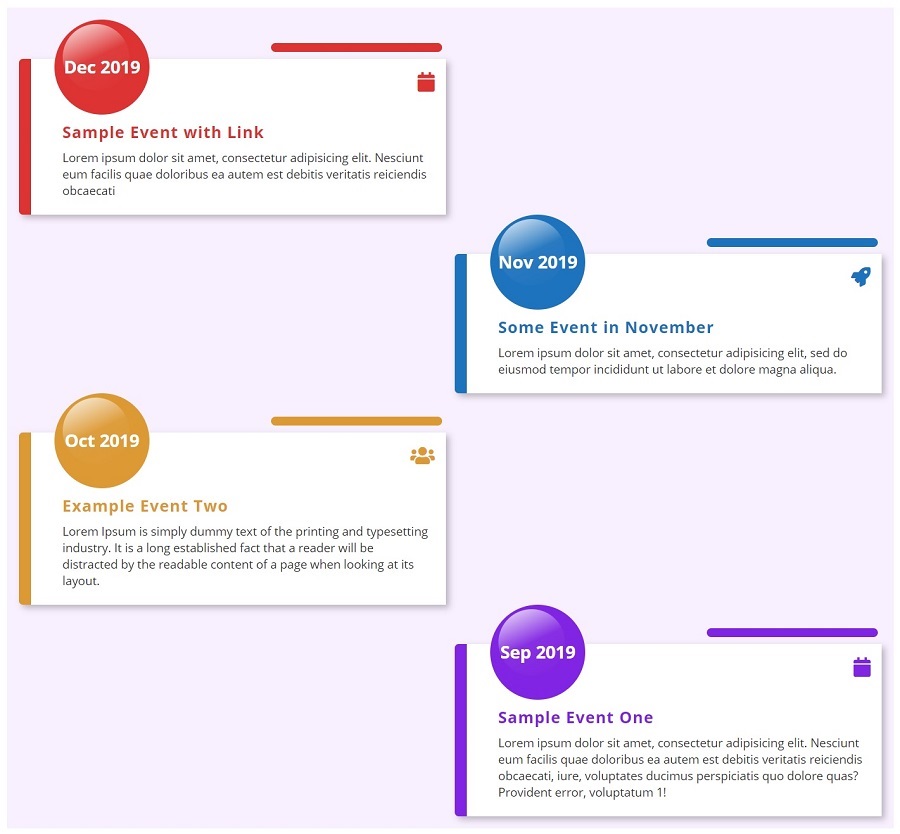 Dec 2019
Sample Event with Link
Lorem ipsum dolor sit amet, consectetur adipisicing elit. Nesciunt
eum facilis quae doloribus ea autem est debitis veritatis reiciendis
obcaecati
Nov 2019
Some Event in November
Lorem ipsum dolor sit amet, consectetur adipisicing elit, sed do
eiusmod tempor incididunt ut labore et dolore magna aliqua.
Oct 2019
Example Event Two
Lorem Ipsum is simply dummy text of the printing and typesetting
industry. It is a long established fact that a reader will be
distracted by the readable content of a page when looking at its
layout.
Sep 2019
Sample Event One
Lorem ipsum dolor sit amet, consectetur adipisicing elit. Nesciunt
eum facilis quae doloribus ea autem est debitis veritatis reiciendis
obcaecati, iure, voluptates ducimus perspiciatis quo dolore quas?
Provident error, voluptatum 1!